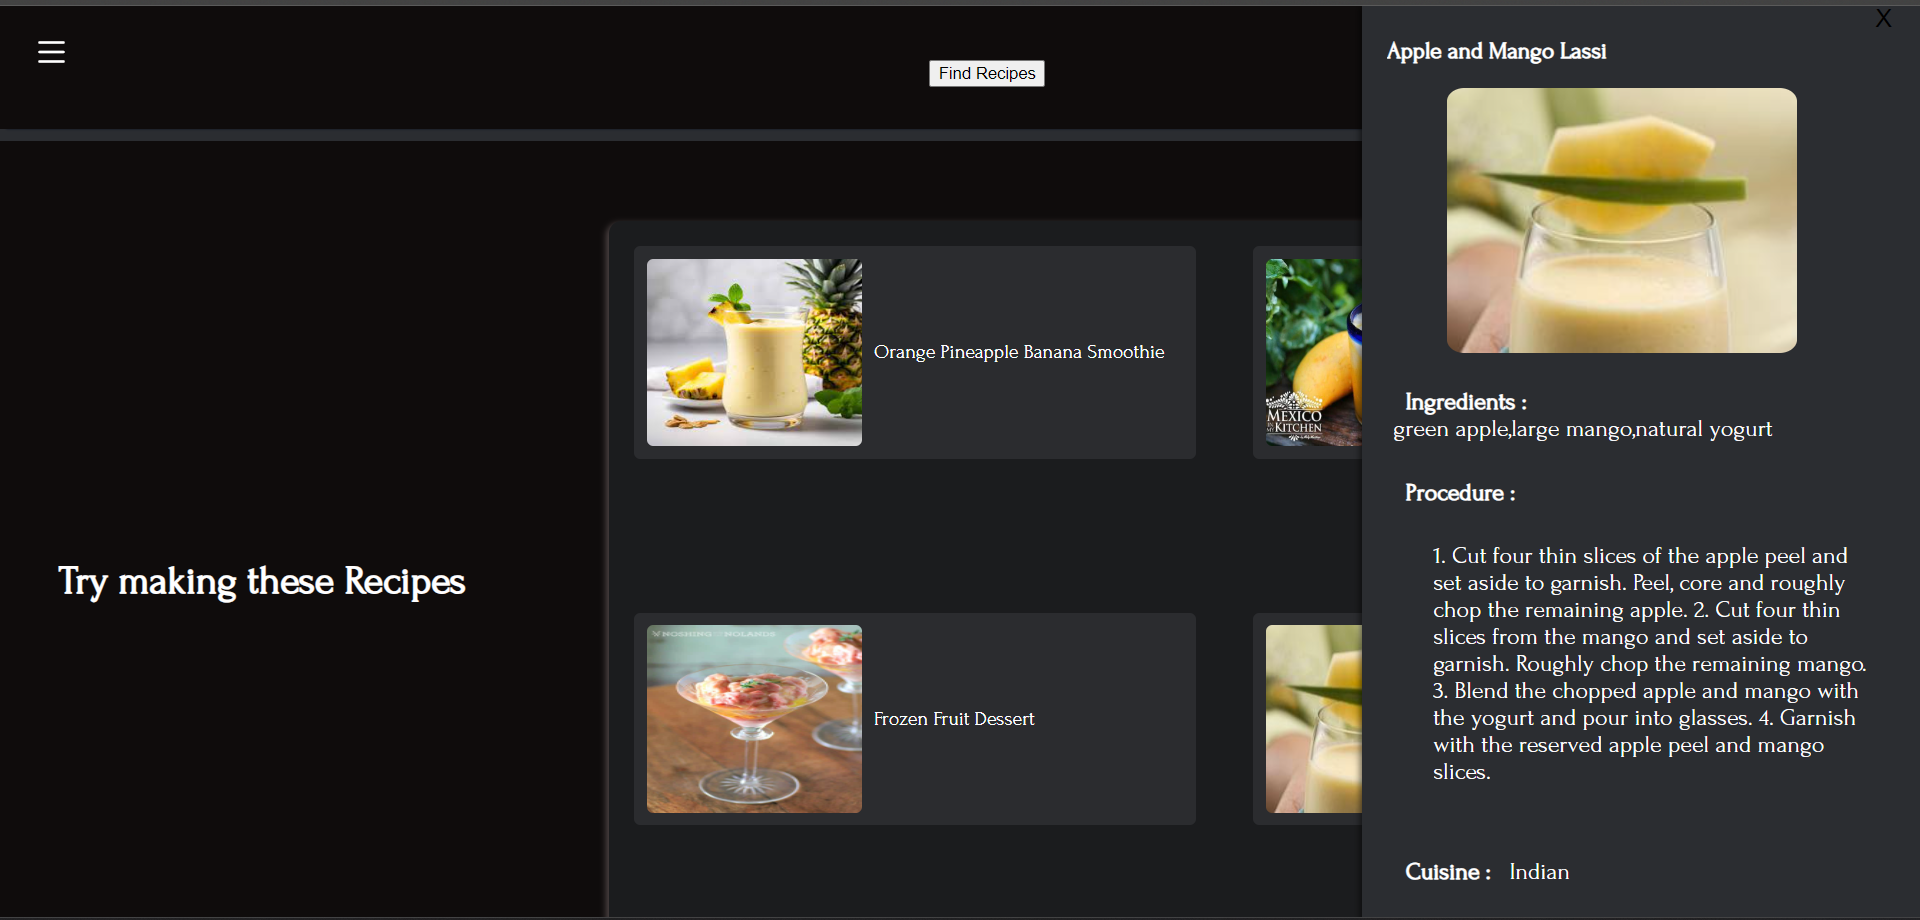 X
Find Recipes
Apple and Mango Lassi
Orange Pineapple Banana Smoothie
MEXICO
IN MY KITCHEN
Ingredients :
green apple,large mango,natural yogurt
Procedure :
1. Cut four thin slices of the apple peel and
set aside to garnish. Peel, core and roughly
chop the remaining apple. 2. Cut four thin
slices from the mango and set aside to
garnish. Roughly chop the remaining mango.
3. Blend the chopped apple and mango with
the yogurt and pour into glasses. 4. Garnish
with the reserved apple peel and mango
slices.
Try making these Recipes
NOSHING
NOLANDS
Frozen Fruit Dessert
Cuisine : Indian